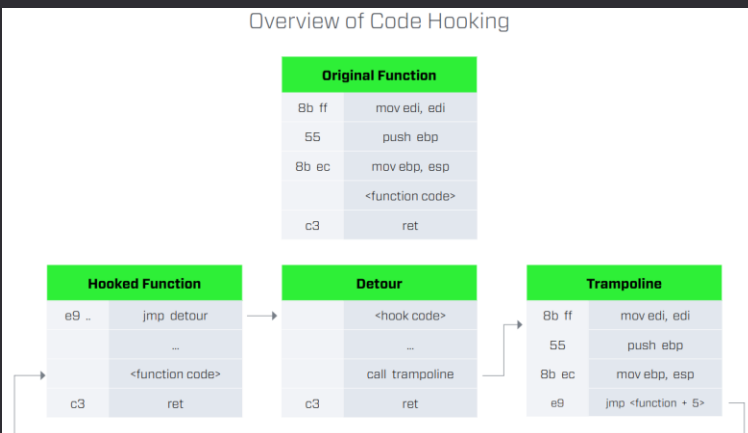 Overview of Code Hooking
Original Function
8b ff mov edi, edi
55 push ebp
8b ec mov ebp, esp
<function code>
c3 ret
Hooked Function
e9 .. jmp detour
...
<function code>
c3 ret
Detour
<hook code>
...
call trampoline
c3 ret
Trampoline
8b ff mov edi, edi
55 push ebp
8b ec mov ebp, esp
e9 jmp <function + 5>